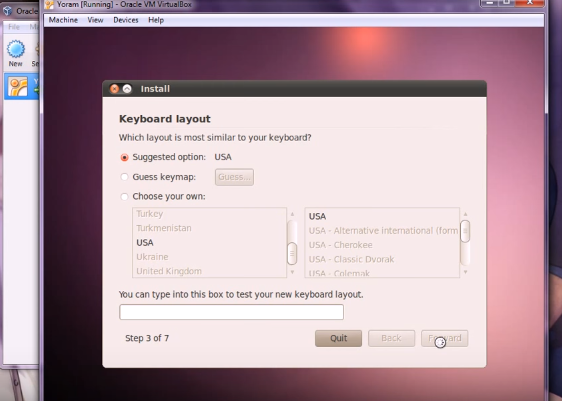 Oracle
Yoram [Running] - Oracle VM VirtualBox
File
Machine View Devices Help
New
Install
Keyboard layout
Which layout is most similar to your keyboard?
Suggested option: USA
Guess keymap: Guess...
Choose your own:
Turkey
Turkmenistan
USA
Ukraine
United Kingdom
USA
USA - Alternative international (form
USA - Cherokee
USA - Classic Dvorak
USA - Colemak
You can type into this box to test your new keyboard layout.
Step 3 of 7
Quit
Back